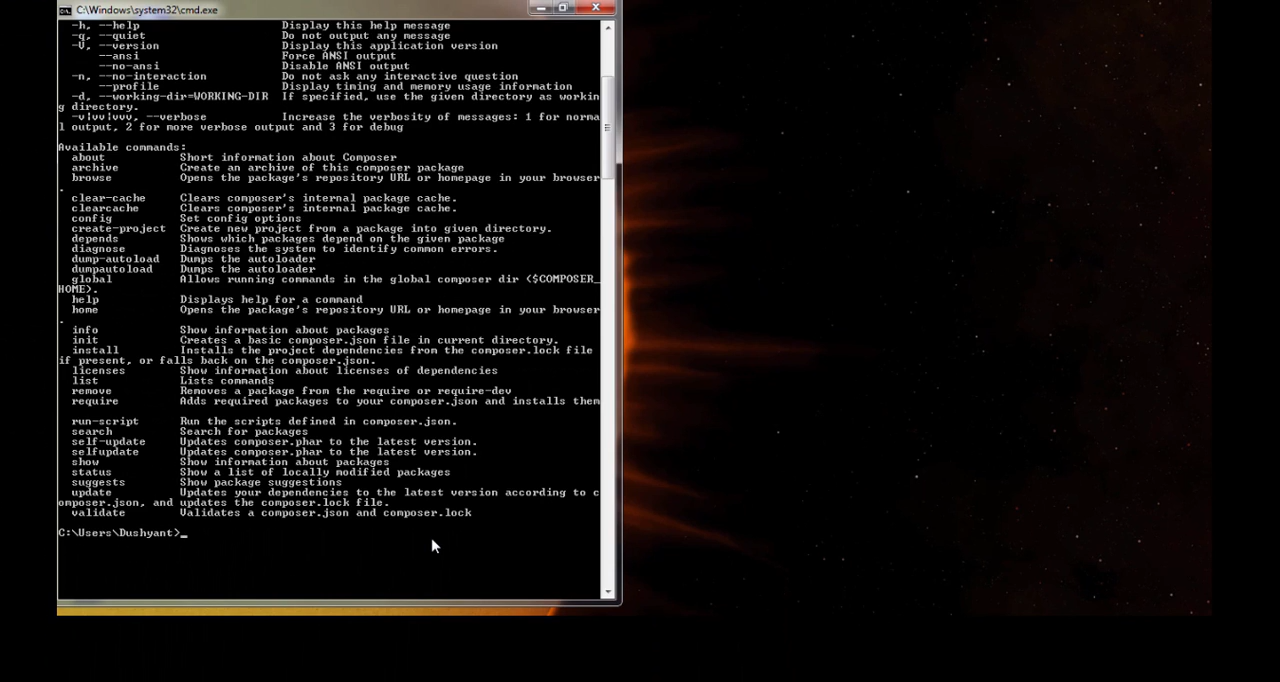 C:\Windows\system32\cmd.exe
-h, --help Display this help message
-q, --quiet Do not output any message
-V, --version Display this application version
--ansi Force ANSI output
--no-ansi Disable ANSI output
-n, --no-interaction Do not ask any interactive question
--profile Display timing and memory usage information
-d, --working-dir=WORKING-DIR If specified, use the given directory as workin
g directory.
-v|vv|vvv, --verbose Increase the verbosity of messages: 1 for norma
l output, 2 for more verbose output and 3 for debug
Available commands:
about Short information about Composer
archive Create an archive of this composer package
browse Opens the package's repository URL or homepage in your browser
.
clear-cache Clears composer's internal package cache.
clearcache Clears composer's internal package cache.
config Set config options
create-project Create new project from a package into given directory.
depends Shows which packages depend on the given package
diagnose Diagnoses the system to identify common errors.
dump-autoload Dumps the autoloader
dumpautoload Dumps the autoloader
global Allows running commands in the global composer dir ($COMPOSER_
HOME).
help Displays help for a command
home Opens the package's repository URL or homepage in your browser
.
info Show information about packages
init Creates a basic composer.json file in current directory.
install Installs the project dependencies from the composer.lock file
if present, or falls back on the composer.json.
licenses Show information about licenses of dependencies
list Lists commands
remove Removes a package from the require or require-dev
require Adds required packages to your composer.json and installs them
run-script Run the scripts defined in composer.json.
search Search for packages
self-update Updates composer.phar to the latest version.
selfupdate Updates composer.phar to the latest version.
show Show information about packages
status Show a list of locally modified packages
suggests Show package suggestions
update Updates your dependencies to the latest version according to c
omposer.json, and updates the composer.lock file.
validate Validates a composer.json and composer.lock
C:\Users\Dushyant>_